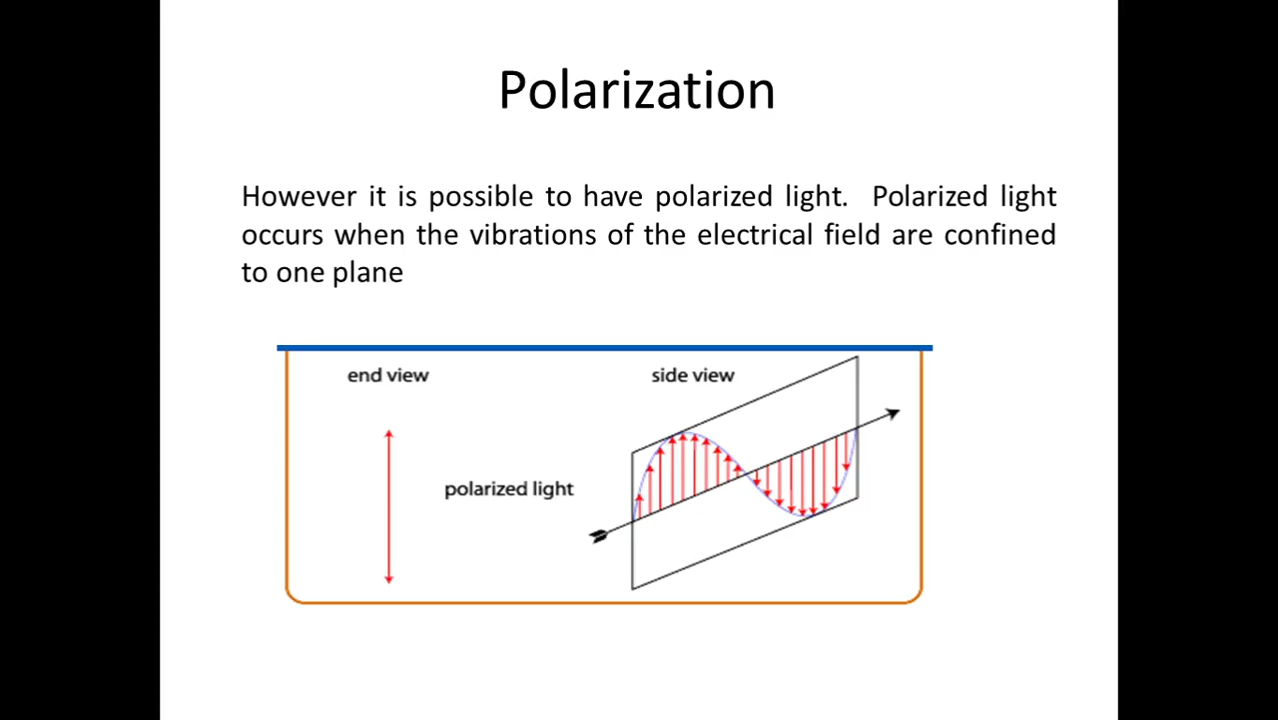 Polarization
However it is possible to have polarized light. Polarized light
occurs when the vibrations of the electrical field are confined
to one plane
end view
side view
polarized light